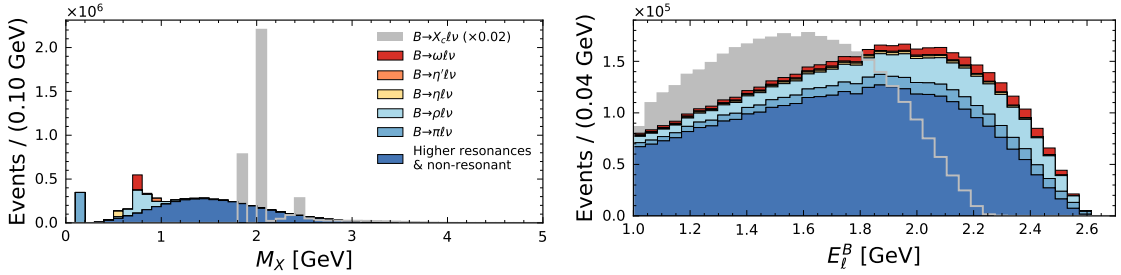 ×10⁶
Events / (0.10 GeV)
2.0
1.5
1.0
0.5
0.0
0
1
2
3
4
5
M_X [GeV]
B→X_cℓν (×0.02)
B→ωℓν
B→η′ℓν
B→ηℓν
B→ρℓν
B→πℓν
Higher resonances
& non-resonant
×10⁵
Events / (0.04 GeV)
1.5
1.0
0.5
0.0
1.0
1.2
1.4
1.6
1.8
2.0
2.2
2.4
2.6
E_ℓ^B [GeV]